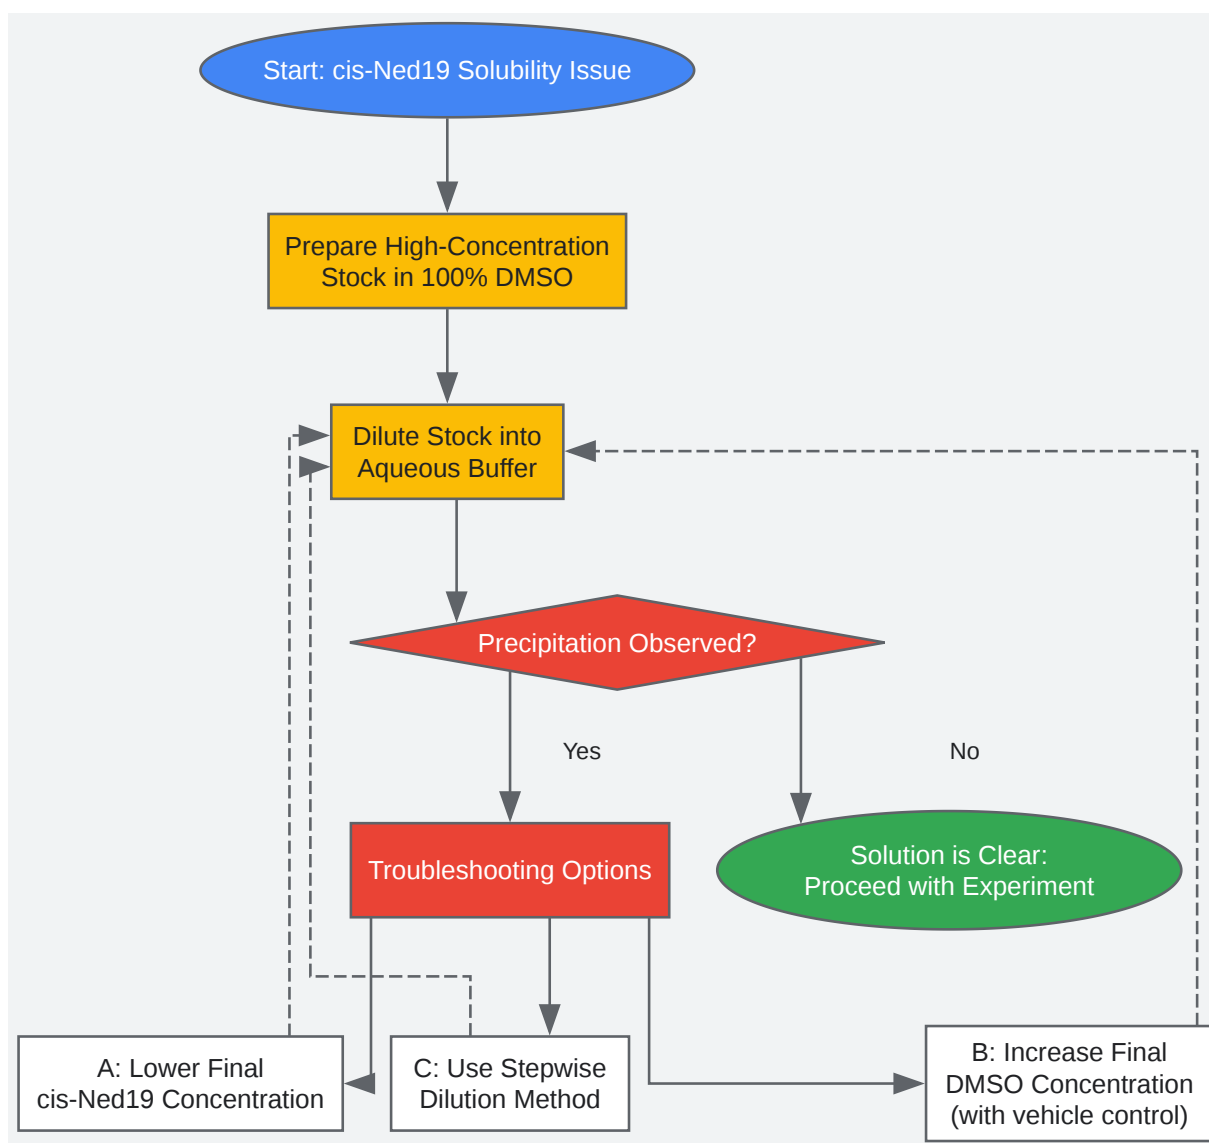 Start: cis-Ned19 Solubility Issue
Prepare High-Concentration
Stock in 100% DMSO
Dilute Stock into
Aqueous Buffer
Precipitation Observed?
Yes
No
Troubleshooting Options
Solution is Clear:
Proceed with Experiment
A: Lower Final
cis-Ned19 Concentration
C: Use Stepwise
Dilution Method
B: Increase Final
DMSO Concentration
(with vehicle control)